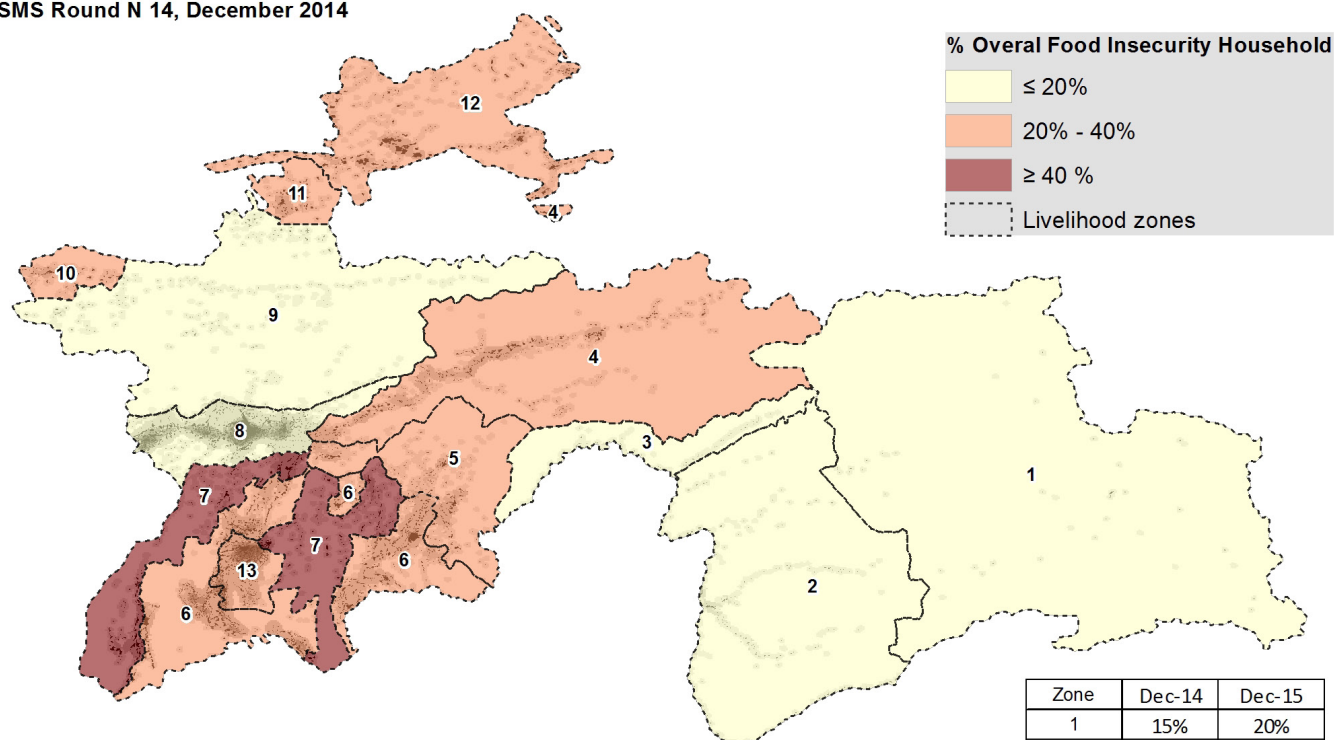 SMS Round N 14, December 2014
% Overal Food Insecurity Household
≤ 20%
20% - 40%
≥ 40 %
Livelihood zones
12
11
4
10
9
4
8
3
5
1
7
6
7
6
13
2
6
Zone Dec-14 Dec-15
1 15% 20%